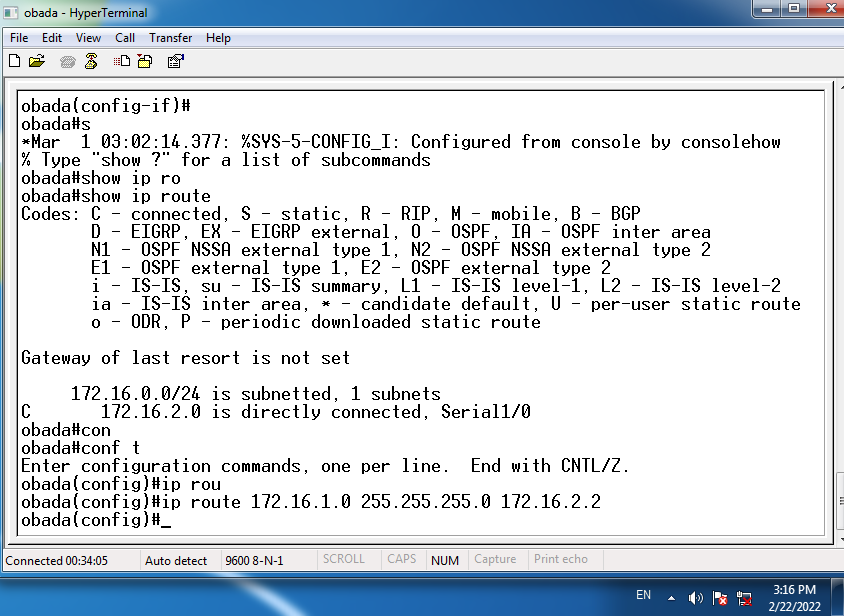 obada - HyperTerminal
File Edit View Call Transfer Help
obada(config-if)#
obada#s
*Mar  1 03:02:14.377: %SYS-5-CONFIG_I: Configured from console by consolehow
% Type "show ?" for a list of subcommands
obada#show ip ro
obada#show ip route
Codes: C - connected, S - static, R - RIP, M - mobile, B - BGP
       D - EIGRP, EX - EIGRP external, O - OSPF, IA - OSPF inter area
       N1 - OSPF NSSA external type 1, N2 - OSPF NSSA external type 2
       E1 - OSPF external type 1, E2 - OSPF external type 2
       i - IS-IS, su - IS-IS summary, L1 - IS-IS level-1, L2 - IS-IS level-2
       ia - IS-IS inter area, * - candidate default, U - per-user static route
       o - ODR, P - periodic downloaded static route
Gateway of last resort is not set
     172.16.0.0/24 is subnetted, 1 subnets
C       172.16.2.0 is directly connected, Serial1/0
obada#con
obada#conf t
Enter configuration commands, one per line.  End with CNTL/Z.
obada(config)#ip rou
obada(config)#ip route 172.16.1.0 255.255.255.0 172.16.2.2
obada(config)#_
Connected 00:34:05 Auto detect 9600 8-N-1 SCROLL CAPS NUM Capture Print echo
EN 3:16 PM
2/22/2022